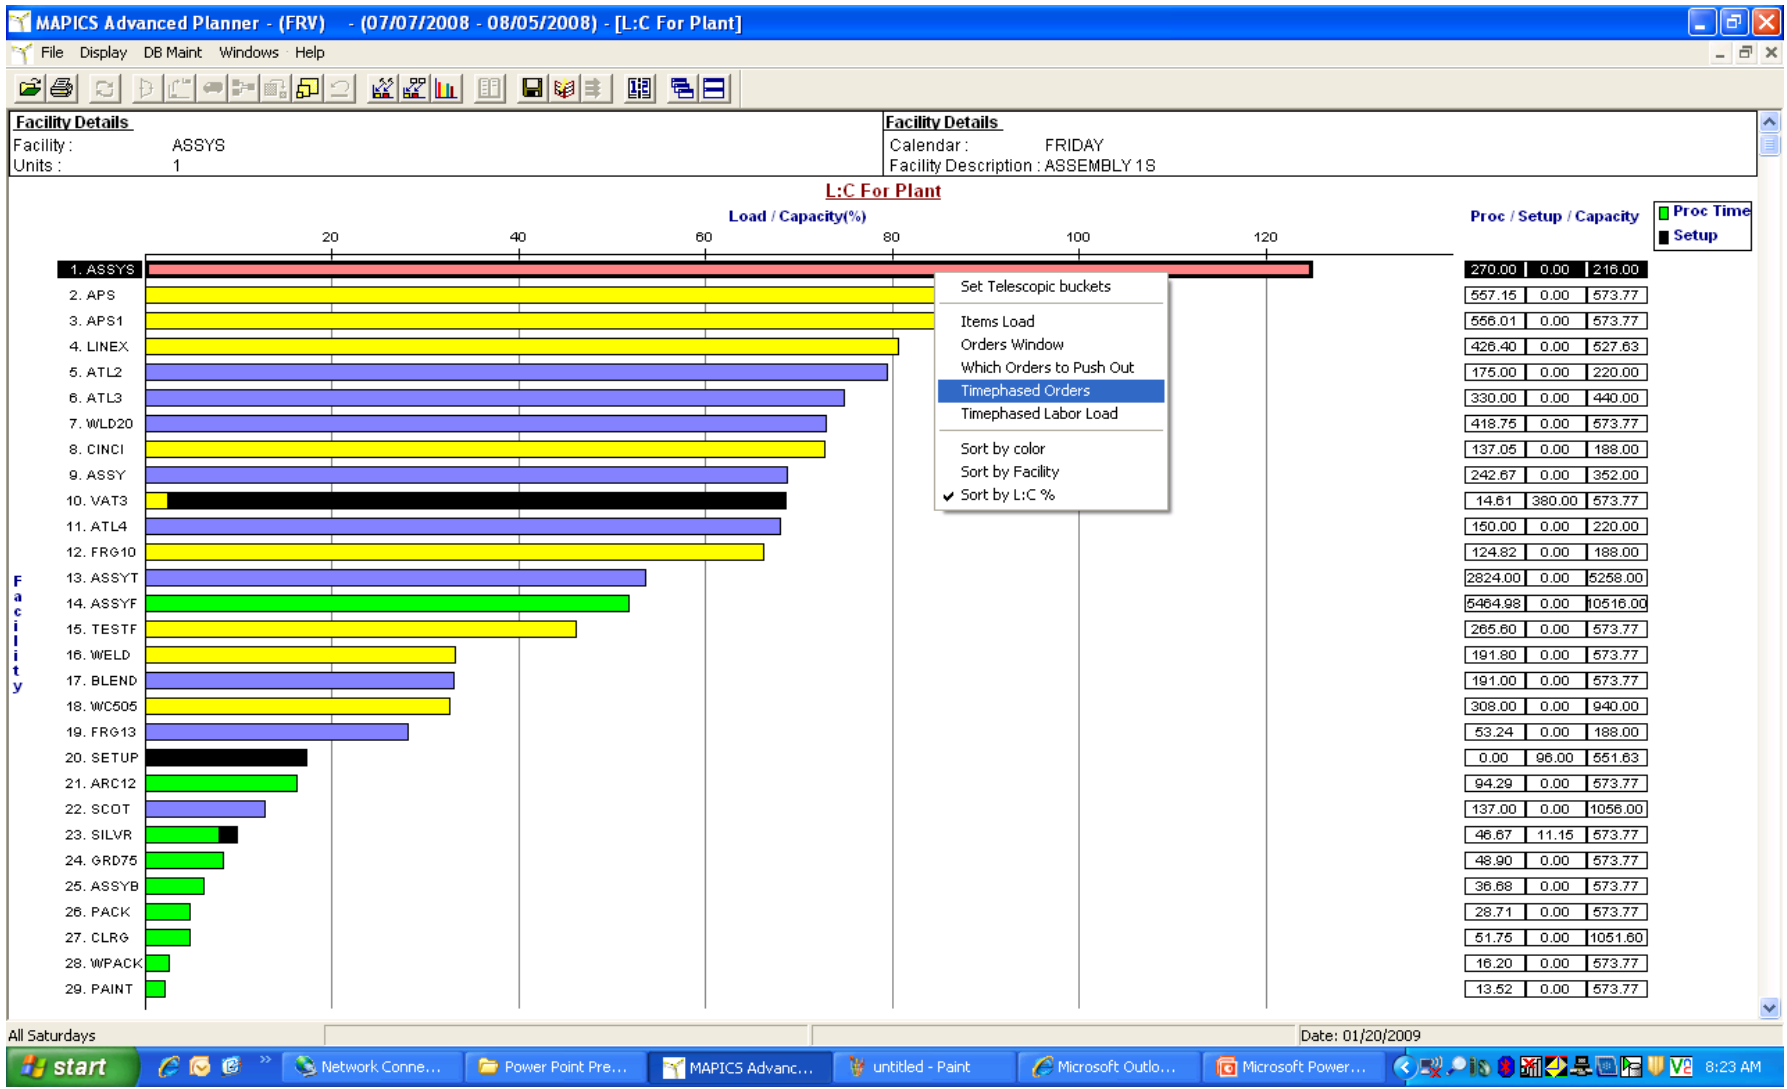 MAPICS Advanced Planner - (FRV) - (07/07/2008 - 08/05/2008) - [L:C For Plant]
File Display DB Maint Windows Help
Facility Details
Facility : ASSYS
Units : 1
Facility Details
Calendar : FRIDAY
Facility Description : ASSEMBLY 1S
L:C For Plant
Load / Capacity(%)
Proc / Setup / Capacity
Proc Time
Setup
20 40 60 80 100 120
Facility
1. ASSYS 270.00 0.00 216.00
2. APS 557.15 0.00 573.77
3. APS1 556.01 0.00 573.77
4. LINEX 426.40 0.00 527.63
5. ATL2 175.00 0.00 220.00
6. ATL3 330.00 0.00 440.00
7. WLD20 418.75 0.00 573.77
8. CINCI 137.05 0.00 188.00
9. ASSY 242.67 0.00 352.00
10. VAT3 14.61 380.00 573.77
11. ATL4 150.00 0.00 220.00
12. FRG10 124.82 0.00 188.00
13. ASSYT 2824.00 0.00 5258.00
14. ASSYF 5464.98 0.00 10516.00
15. TESTF 265.60 0.00 573.77
16. WELD 191.80 0.00 573.77
17. BLEND 191.00 0.00 573.77
18. WC505 308.00 0.00 940.00
19. FRG13 53.24 0.00 188.00
20. SETUP 0.00 96.00 551.63
21. ARC12 94.29 0.00 573.77
22. SCOT 137.00 0.00 1056.00
23. SILVR 46.67 11.15 573.77
24. GRD75 48.90 0.00 573.77
25. ASSYB 36.68 0.00 573.77
26. PACK 28.71 0.00 573.77
27. CLRG 51.75 0.00 1051.60
28. WPACK 16.20 0.00 573.77
29. PAINT 13.52 0.00 573.77
Set Telescopic buckets
Items Load
Orders Window
Which Orders to Push Out
Timephased Orders
Timephased Labor Load
Sort by color
Sort by Facility
Sort by L:C %
All Saturdays
Date: 01/20/2009
start
Network Conne...
Power Point Pre...
MAPICS Advanc...
untitled - Paint
Microsoft Outlo...
Microsoft Power...
8:23 AM